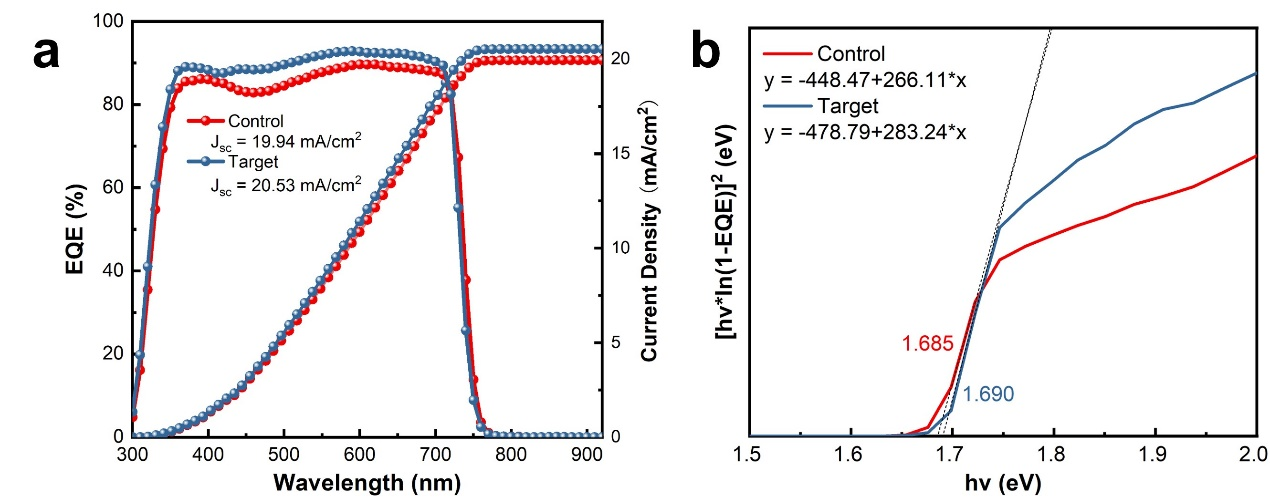 a
EQE (%)
100
80
60
40
20
0
Control
J_sc = 19.94 mA/cm²
Target
J_sc = 20.53 mA/cm²
20
15
10
5
0
Current Density (mA/cm²)
300 400 500 600 700 800 900
Wavelength (nm)
b
[hv*ln(1-EQE)]² (eV)
Control
y = -448.47+266.11*x
Target
y = -478.79+283.24*x
1.685
1.690
1.5 1.6 1.7 1.8 1.9 2.0
hv (eV)